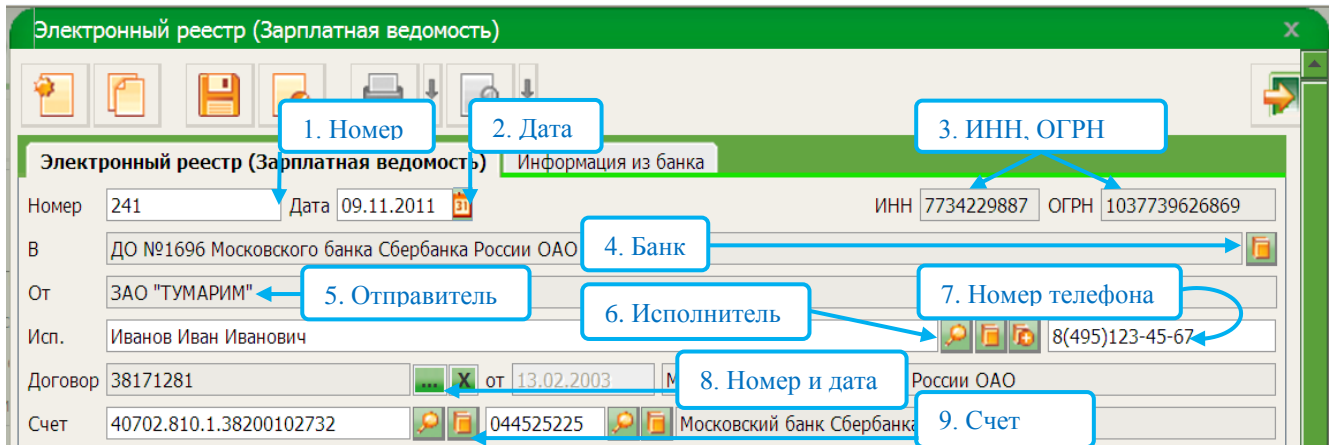 Электронный реестр (Зарплатная ведомость) X
1. Номер 2. Дата 3. ИНН, ОГРН
Электронный реестр (Зарплатная ведомость) Информация из банка
Номер 241 Дата 09.11.2011 31 ИНН 7734229887 ОГРН 1037739626869
В ДО №1696 Московского банка Сбербанка России ОАО 4. Банк
От ЗАО "ТУМАРИМ" 5. Отправитель 7. Номер телефона
6. Исполнитель
Исп. Иванов Иван Иванович 8(495)123-45-67
Договор 38171281 ... X от 13.02.2003 8. Номер и дата России ОАО
Счет 40702.810.1.38200102732 044525225 Московский банк Сбербанка 9. Счет